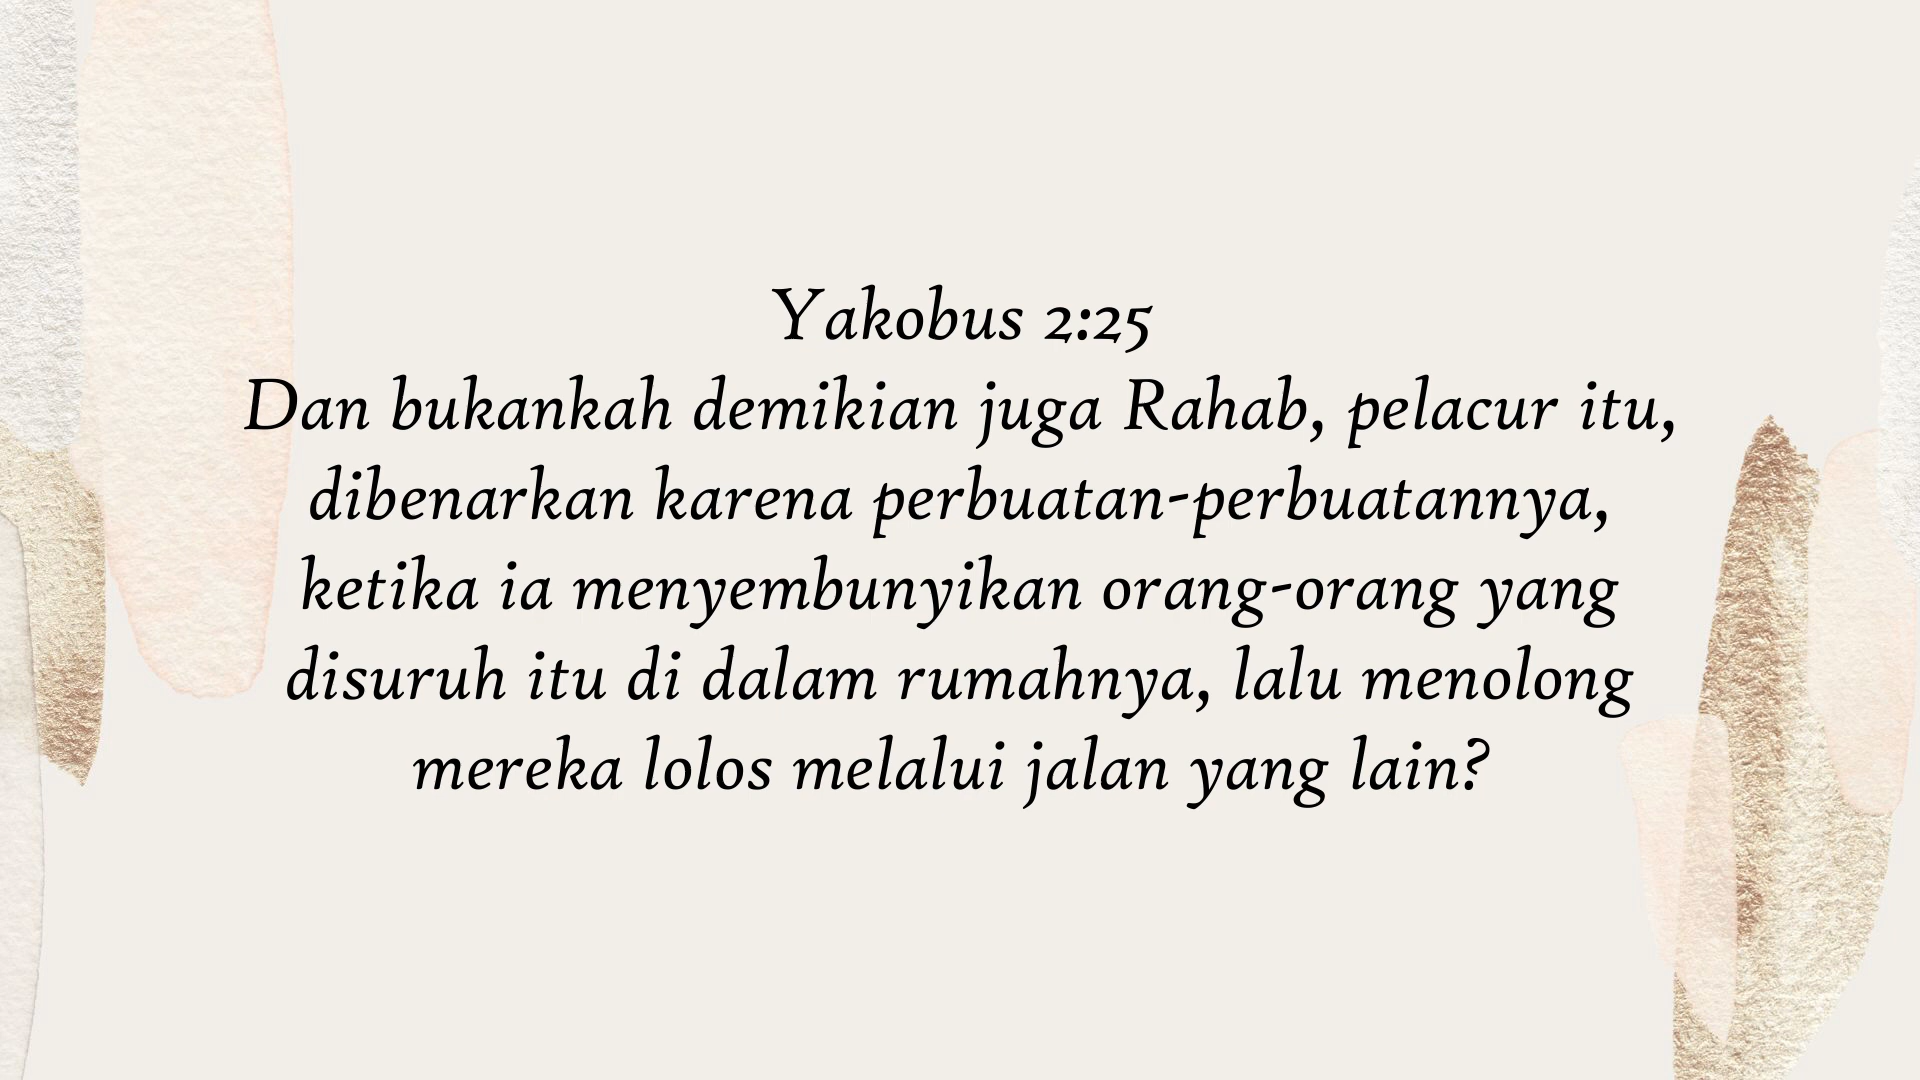 Yakobus 2:25
Dan bukankah demikian juga Rahab, pelacur itu,
dibenarkan karena perbuatan-perbuatannya,
ketika ia menyembunyikan orang-orang yang
disuruh itu di dalam rumahnya, lalu menolong
mereka lolos melalui jalan yang lain?